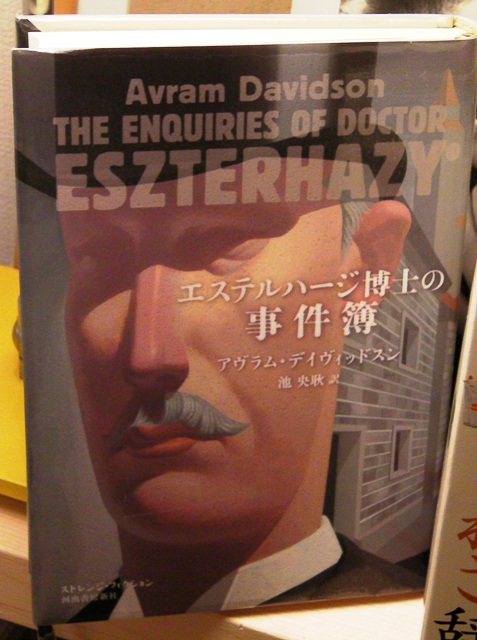 Avram Davidson
THE ENQUIRIES OF DOCTOR
ESZTERHAZY
エステルハージ博士の
事件簿
アヴラム・デイヴィッドスン
池 央耿 訳
ストレンジ・フィクション
河出書房新社
辞